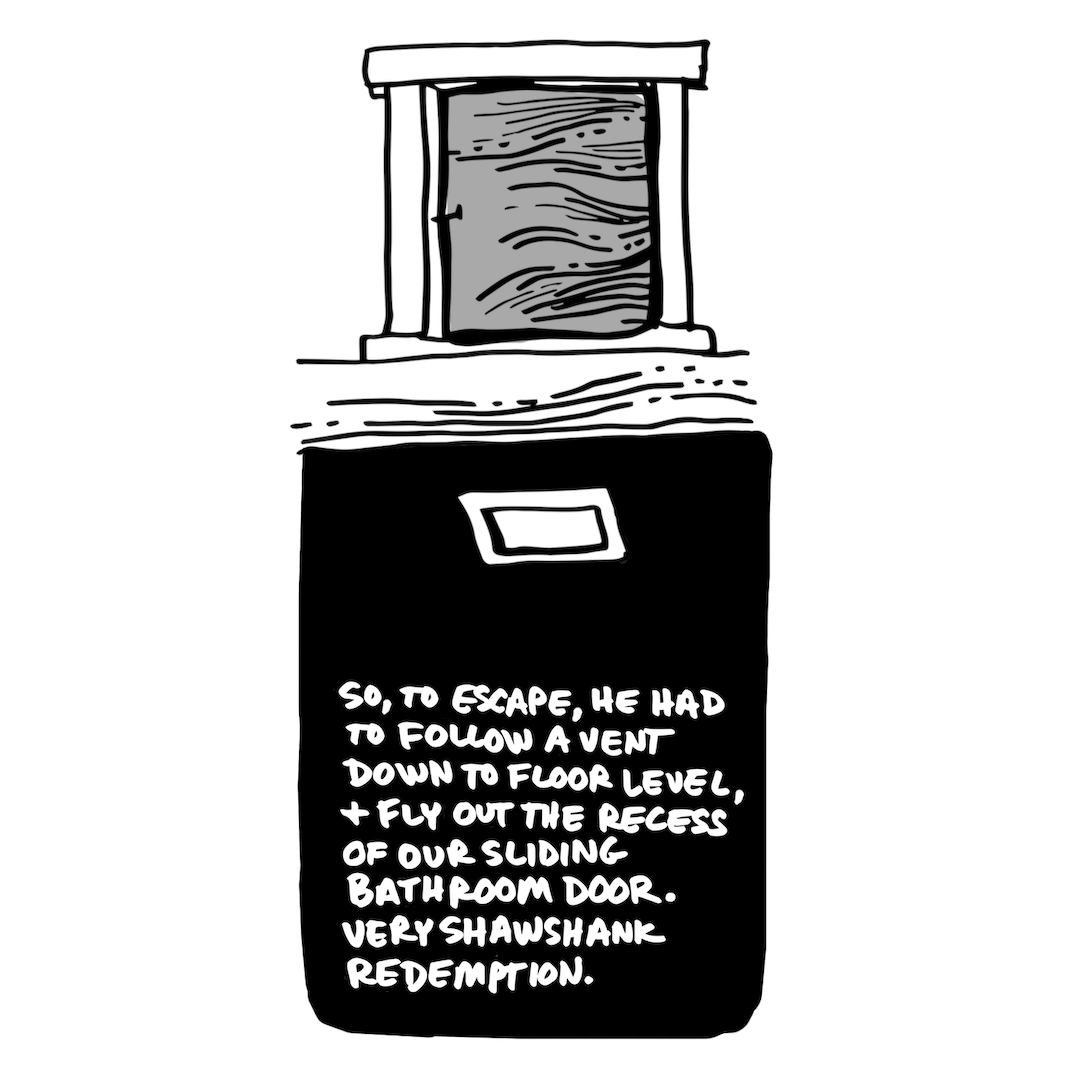 SO, TO ESCAPE, HE HAD
TO FOLLOW A VENT
DOWN TO FLOOR LEVEL,
+ FLY OUT THE RECESS
OF OUR SLIDING
BATHROOM DOOR.
VERY SHAWSHANK
REDEMPTION.